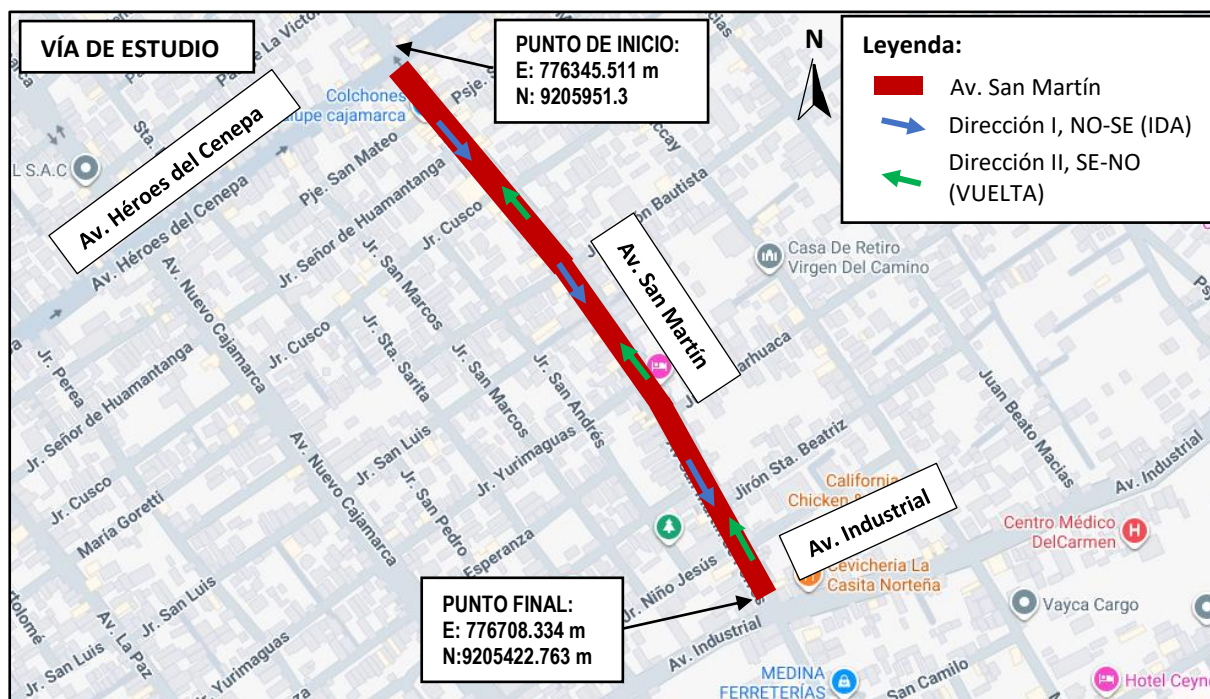 VÍA DE ESTUDIO
PUNTO DE INICIO:
E: 776345.511 m
N: 9205951.3
N
Leyenda:
Av. San Martín
Dirección I, NO-SE (IDA)
Dirección II, SE-NO
(VUELTA)
Colchones
lupe cajamarca
L S.A.C
Av. Héroes del Cenepa
Av. Héroes del Cenepa
Pje. San Mateo
Jr. Señor de Huamantanga
Jr. Cusco
Casa De Retiro
Virgen Del Camino
Av. San Martín
Av. Nuevo Cajamarca
Jr. San Marcos
Jr. Cusco
Jr. Sta. Sarita
Jr. San Marcos
Jr. San Andrés
Jr. Perea
Jr. Señor de Huamantanga
Juan Beato Macías
Jr. San Luis
Jr. Yurimaguas
Jirón Sta. Beatriz
Av. Nuevo Cajamarca
Jr. San Pedro
Jr. Cusco
María Goretti
Esperanza
California
Chicken &
Av. Industrial
Av. Industrial
Centro Médico
DelCarmen
Cevicheria La
Casita Norteña
Jr. Niño Jesús
Vayca Cargo
PUNTO FINAL:
E: 776708.334 m
N:9205422.763 m
Jr. San Luis
Av. La Paz
Jr. San Luis
Jr. Yurimaguas
Av. Industrial
San Camilo
MEDINA
FERRETERÍAS
Hotel Ceyn